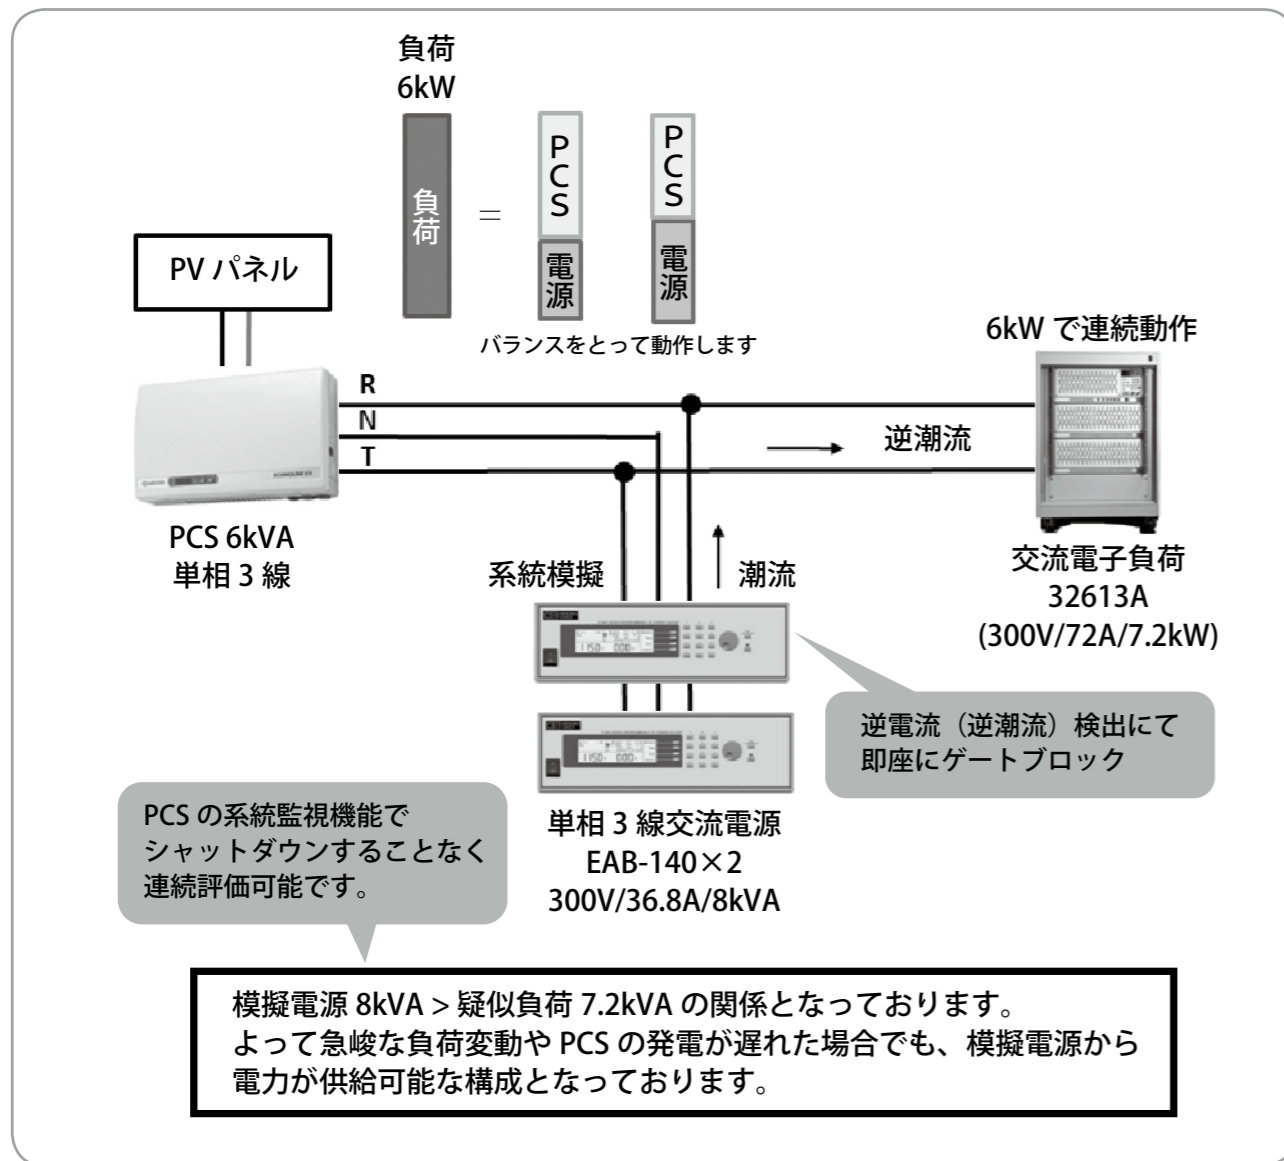 負荷
6kW
負荷
=
PCS
電源
PCS
電源
バランスをとって動作します
PV パネル
R
N
T
PCS 6kVA
単相 3 線
6kW で連続動作
逆潮流
交流電子負荷
32613A
(300V/72A/7.2kW)
系統模擬
潮流
単相 3 線交流電源
EAB-140×2
300V/36.8A/8kVA
逆電流（逆潮流）検出にて
即座にゲートブロック
PCS の系統監視機能で
シャットダウンすることなく
連続評価可能です。
模擬電源 8kVA > 疑似負荷 7.2kVA の関係となっております。
よって急峻な負荷変動や PCS の発電が遅れた場合でも、模擬電源から
電力が供給可能な構成となっております。